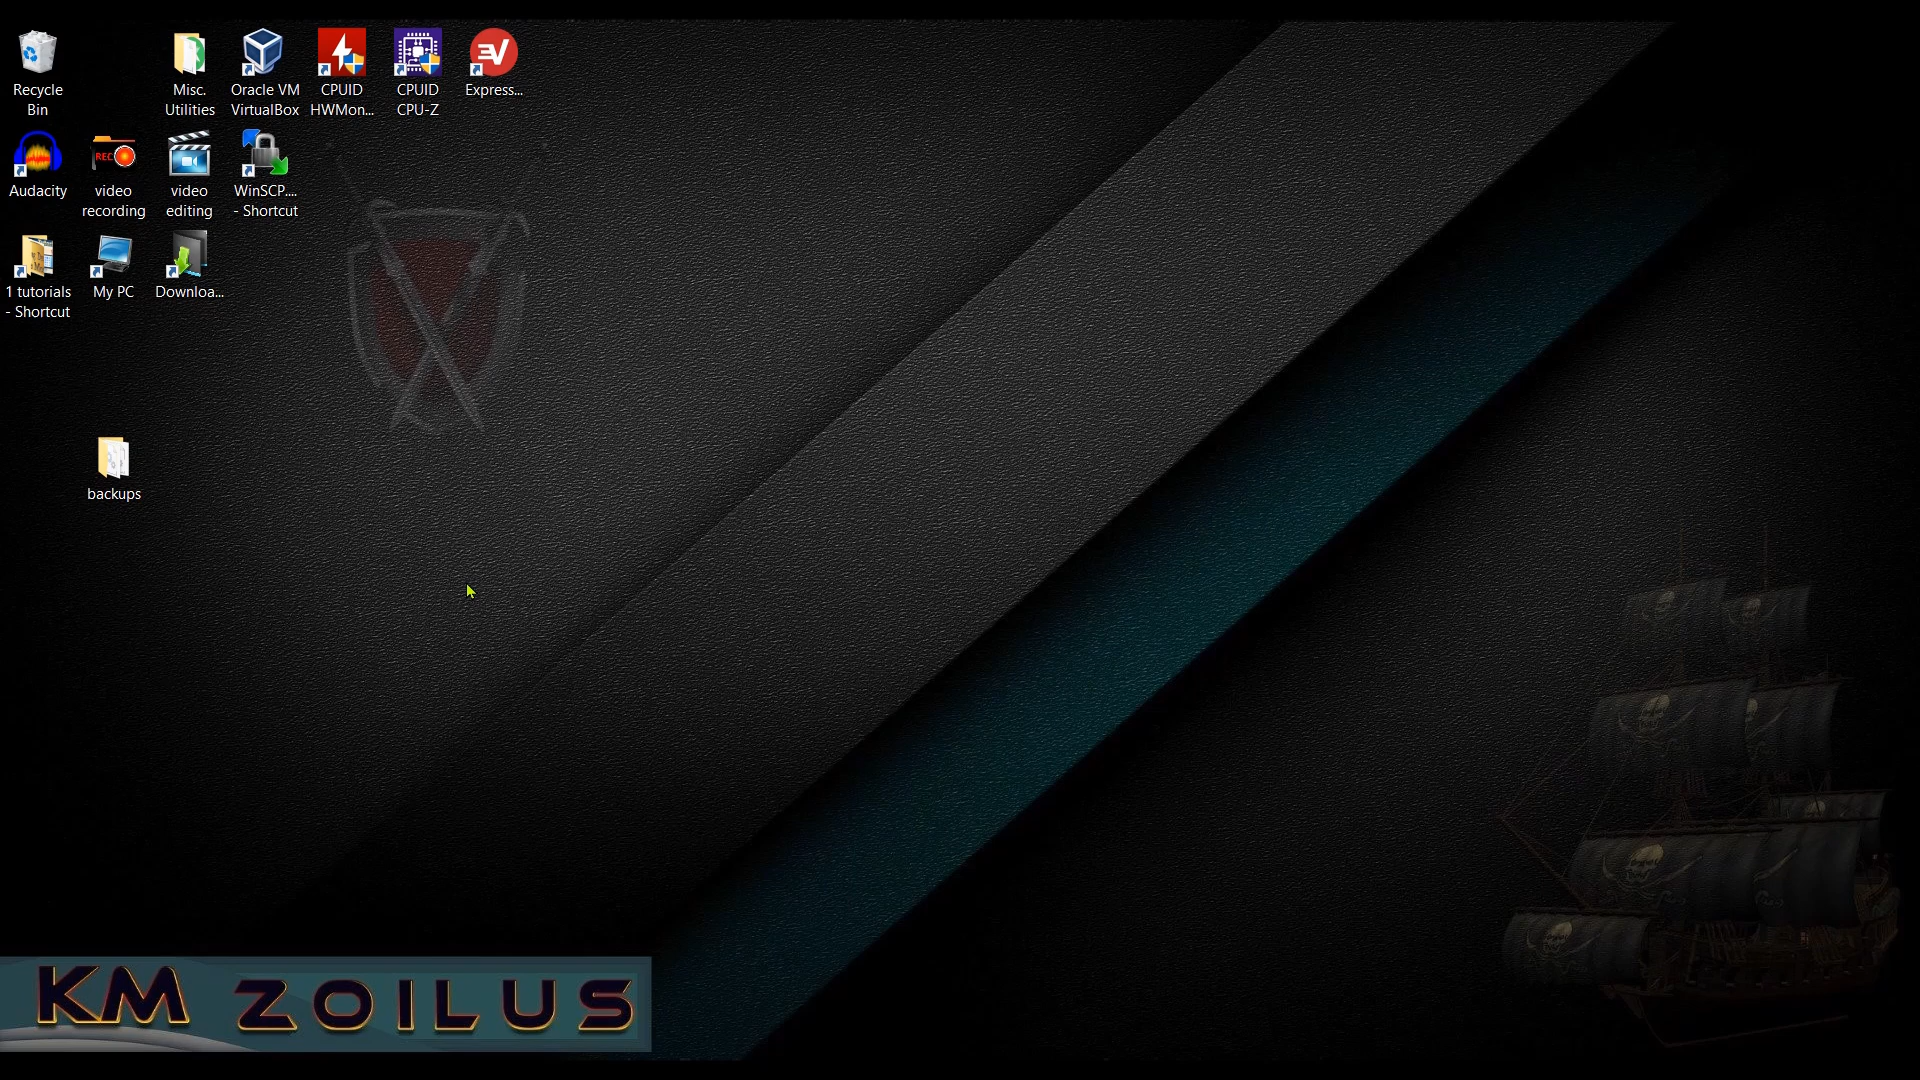 Recycle
Bin
Misc.
Utilities
Oracle VM
VirtualBox
CPUID
HWMon...
CPUID
CPU-Z
Express...
Audacity
REC
video
recording
video
editing
WinSCP....
- Shortcut
1 tutorials
- Shortcut
My PC
Downloa...
backups
KM ZOILUS